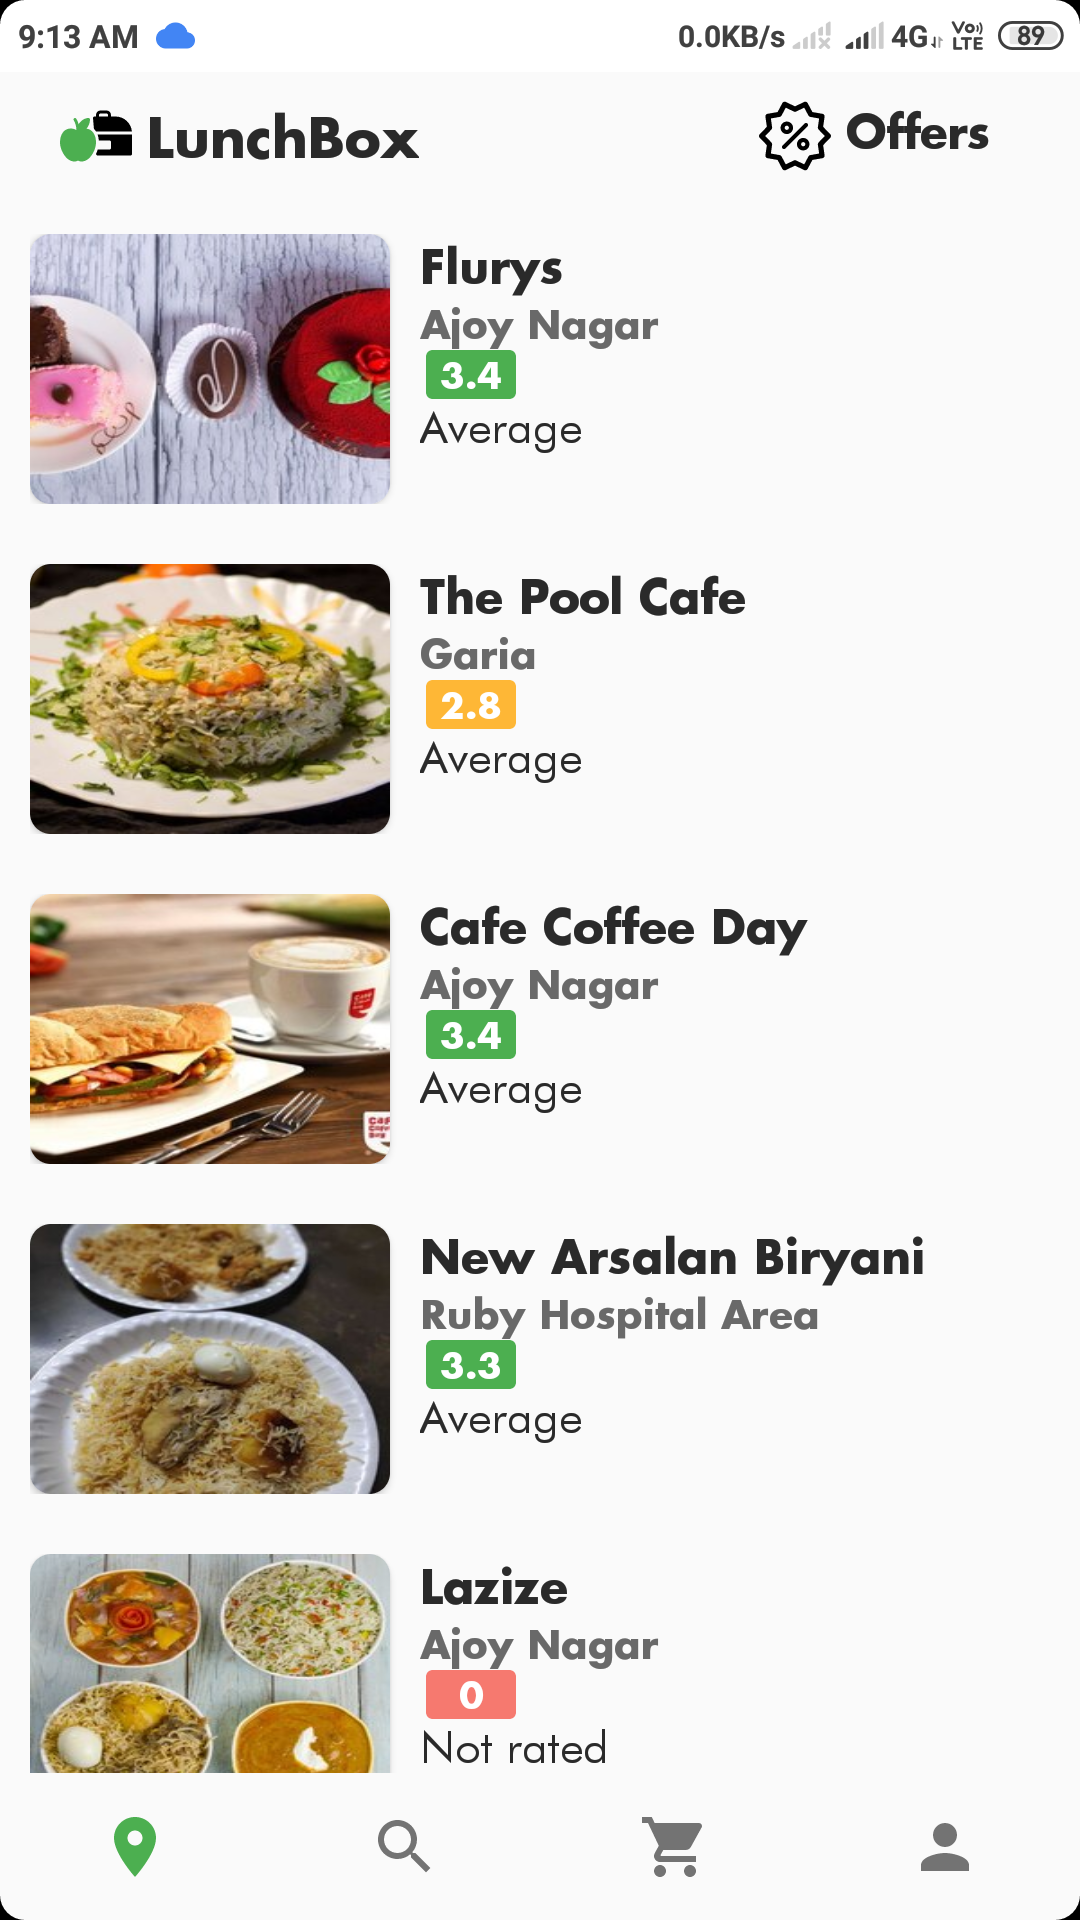 9:13 AM 0.0KB/s 4G Vo LTE 89
LunchBox Offers
Flurys
Ajoy Nagar
3.4
Average
The Pool Cafe
Garia
2.8
Average
Cafe Coffee Day
Ajoy Nagar
3.4
Average
New Arsalan Biryani
Ruby Hospital Area
3.3
Average
Lazize
Ajoy Nagar
0
Not rated